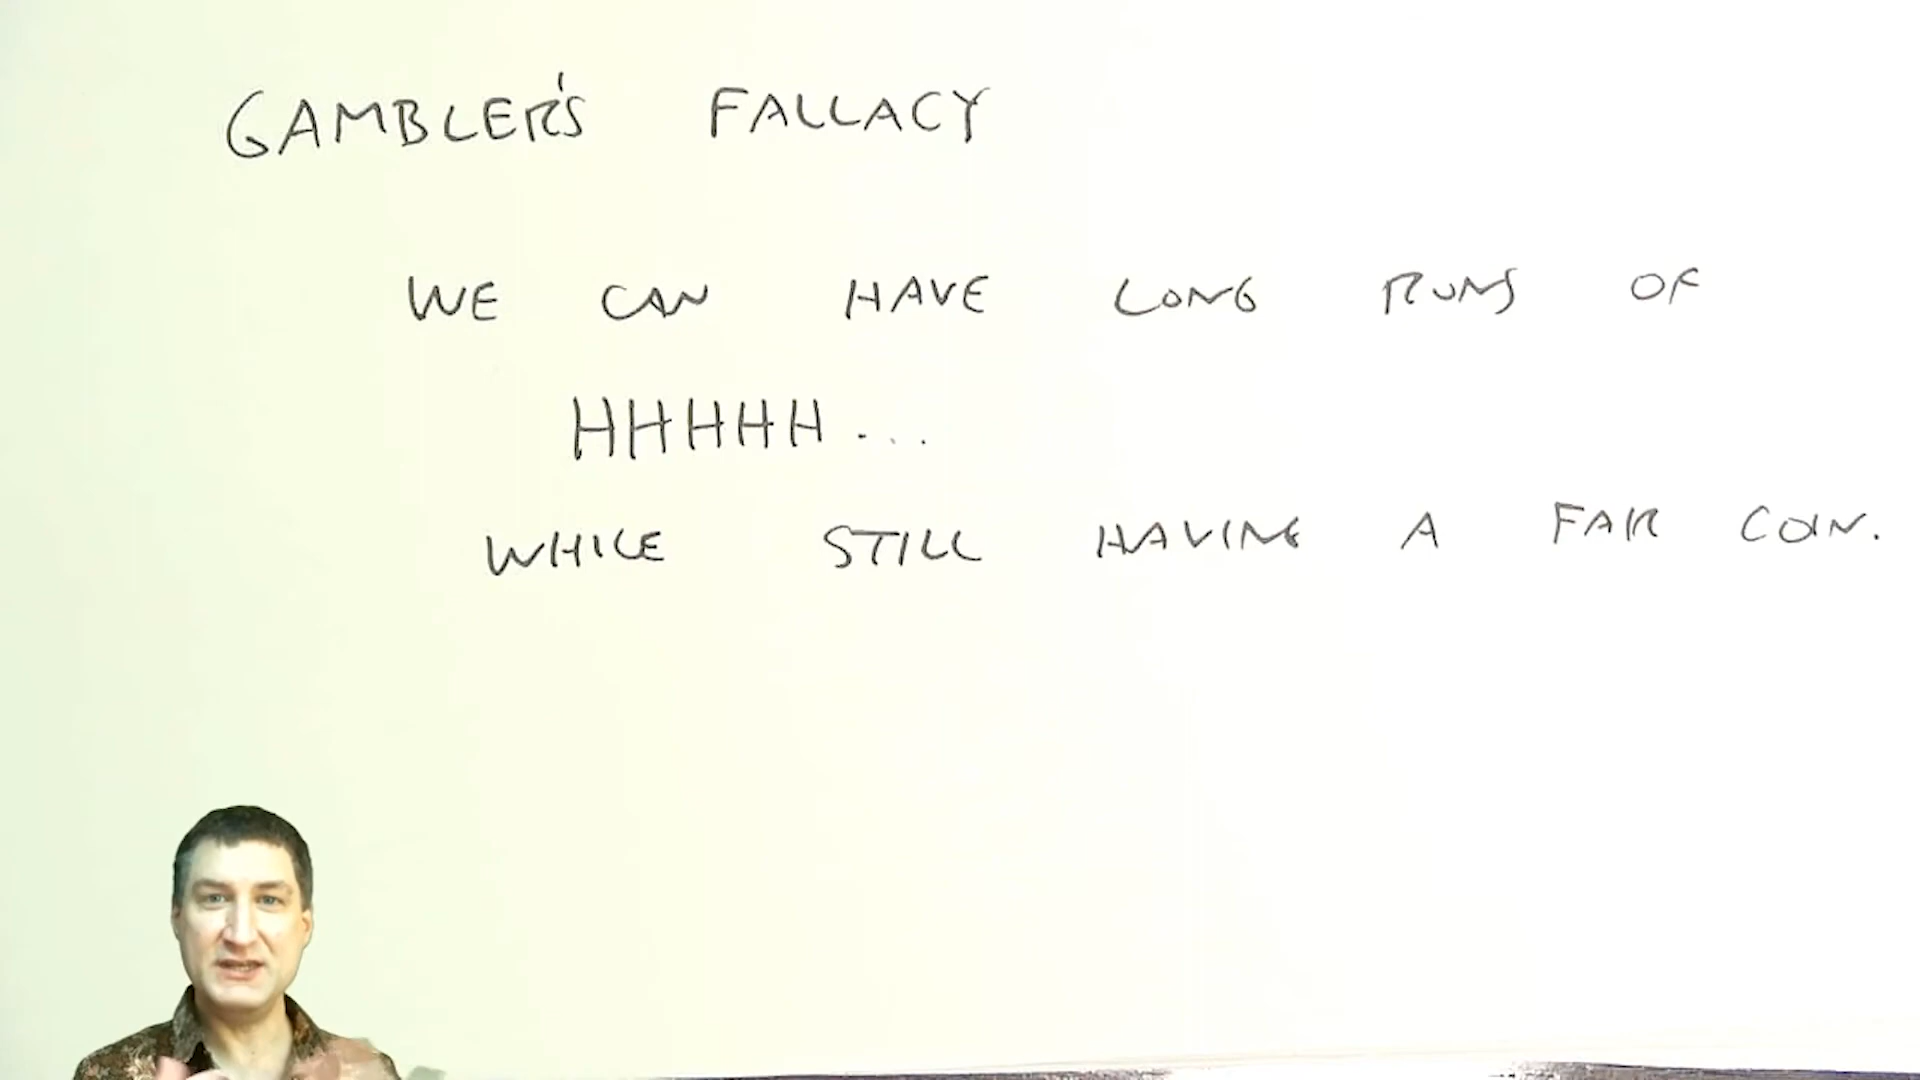 GAMBLER'S FALLACY
WE CAN HAVE LONG RUNS OF
HHHHH...
WHILE STILL HAVING A FAIR COIN.